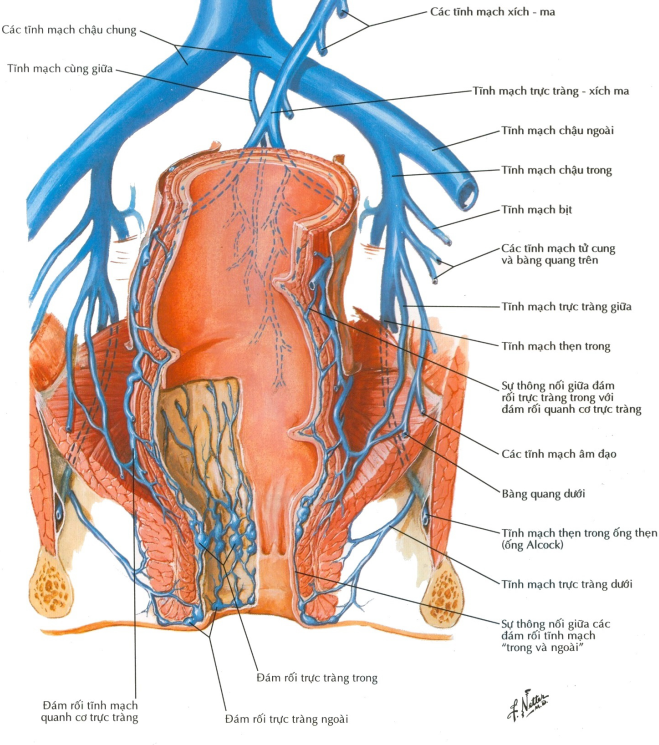 Các tĩnh mạch xích - ma
Các tĩnh mạch chậu chung
Tĩnh mạch cùng giữa
Tĩnh mạch trực tràng - xích ma
Tĩnh mạch chậu ngoài
Tĩnh mạch chậu trong
Tĩnh mạch bịt
Các tĩnh mạch tử cung
và bàng quang trên
Tĩnh mạch trực tràng giữa
Tĩnh mạch thẹn trong
Sự thông nối giữa đám
rối trực tràng trong với
đám rối quanh cơ trực tràng
Các tĩnh mạch âm đạo
Bàng quang dưới
Tĩnh mạch thẹn trong ống thẹn
(ống Alcock)
Tĩnh mạch trực tràng dưới
Sự thông nối giữa các
đám rối tĩnh mạch
“trong và ngoài”
Đám rối trực tràng trong
Đám rối tĩnh mạch
quanh cơ trực tràng
Đám rối trực tràng ngoài
F. Netter
M.D.